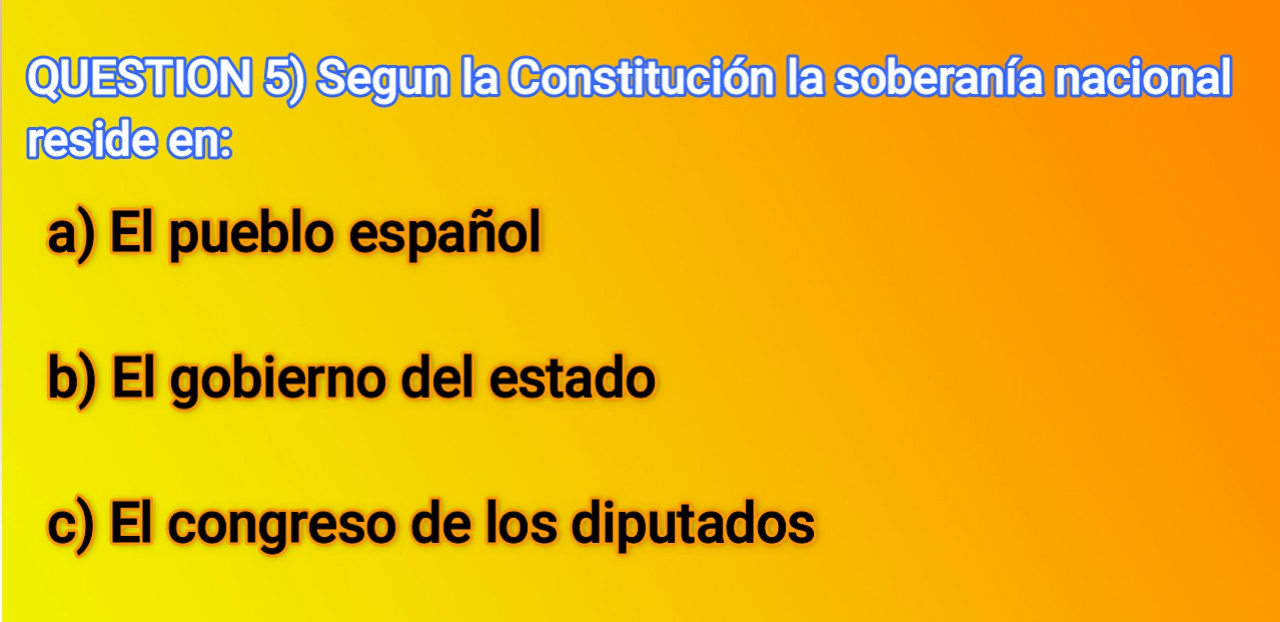 QUESTION 5) Segun la Constitución la soberanía nacional
reside en:
a) El pueblo español
b) El gobierno del estado
c) El congreso de los diputados